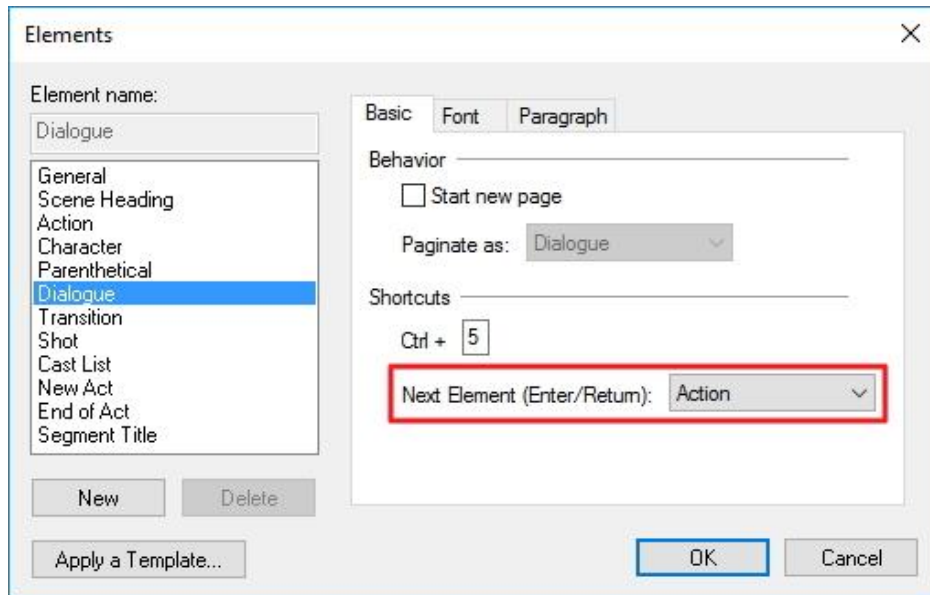 Elements
Element name:
Dialogue
General
Scene Heading
Action
Character
Parenthetical
Dialogue
Transition
Shot
Cast List
New Act
End of Act
Segment Title
New
Delete
Apply a Template...
Basic
Font
Paragraph
Behavior
Start new page
Paginate as: Dialogue
Shortcuts
Ctrl + 5
Next Element (Enter/Return): Action
OK
Cancel